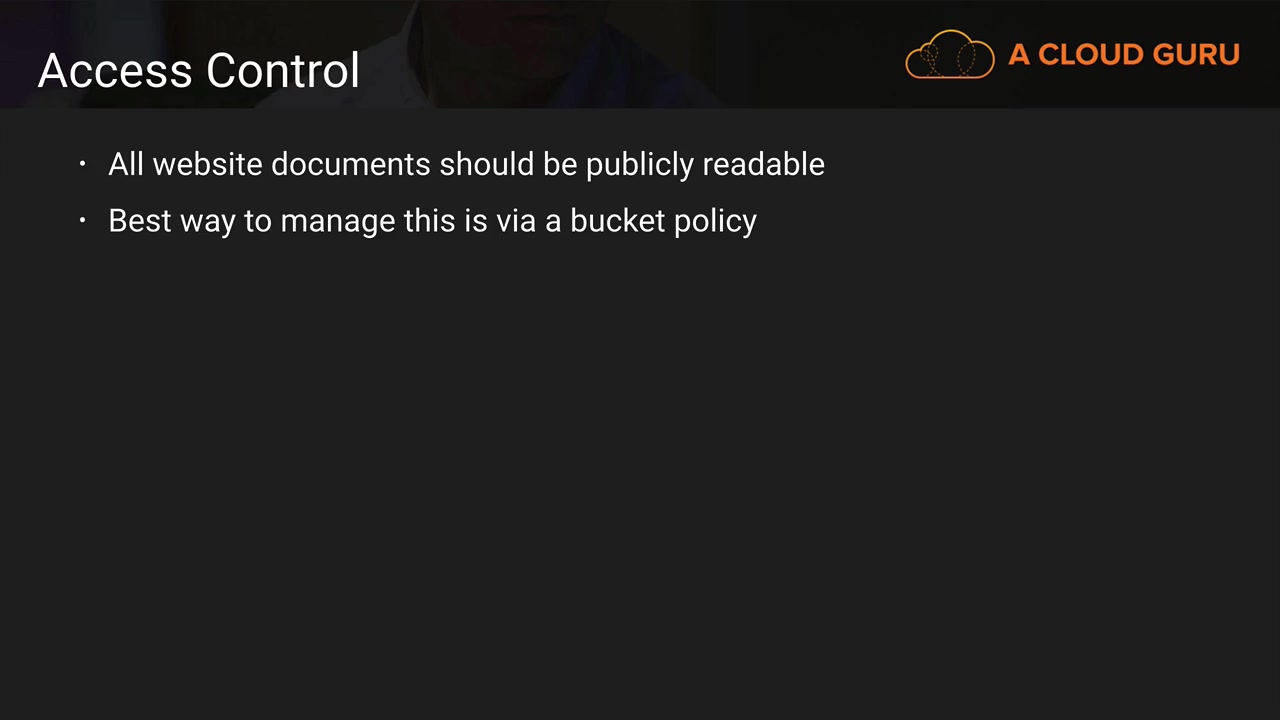 Access Control
A CLOUD GURU
· All website documents should be publicly readable
· Best way to manage this is via a bucket policy